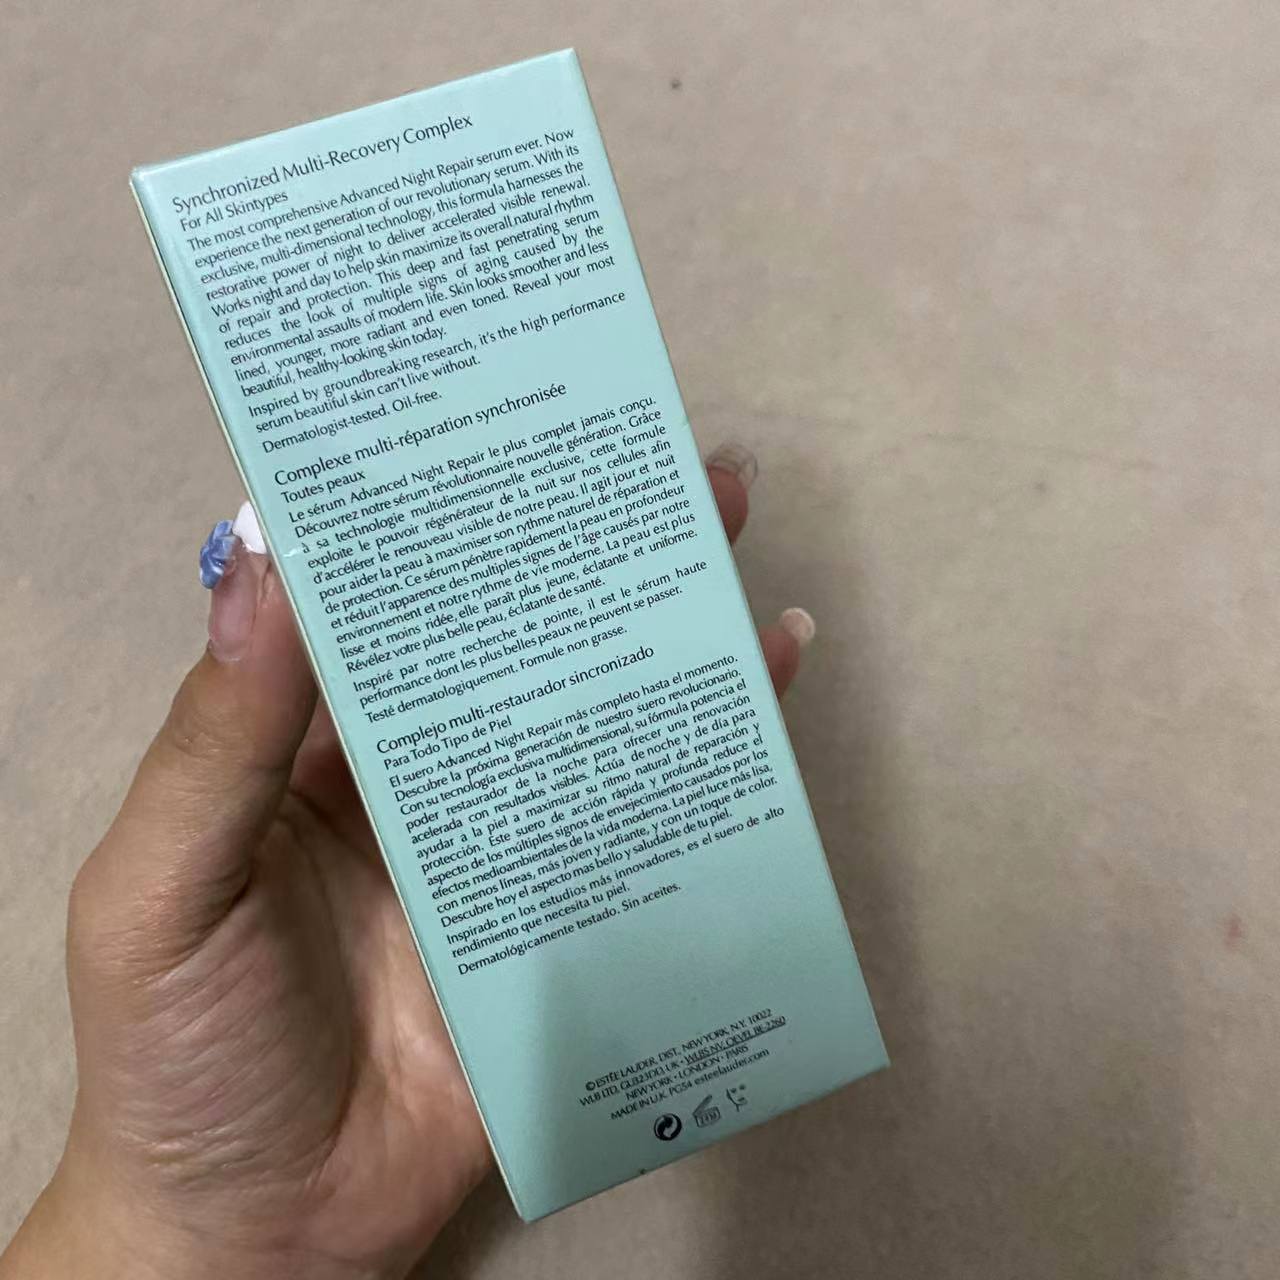 Synchronized Multi-Recovery Complex
For All Skintypes
The most comprehensive Advanced Night Repair serum ever. Now
experience the next generation of our revolutionary serum. With its
exclusive, multi-dimensional technology, this formula harnesses the
restorative power of night to deliver accelerated visible renewal.
Works night and day to help skin maximize its overall natural rhythm
of repair and protection. This deep and fast penetrating serum
reduces the look of multiple signs of aging caused by the
environmental assaults of modern life. Skin looks smoother and less
lined, younger, more radiant and even toned. Reveal your most
beautiful, healthy-looking skin today.
Inspired by groundbreaking research, it's the high performance
serum beautiful skin can't live without.
Dermatologist-tested. Oil-free.
Complexe multi-réparation synchronisée
Toutes peaux
Le sérum Advanced Night Repair le plus complet jamais conçu.
Découvrez notre sérum révolutionnaire nouvelle génération. Grâce
à sa technologie multidimensionnelle exclusive, cette formule
exploite le pouvoir régénérateur de la nuit sur nos cellules afin
d'accélérer le renouveau visible de notre peau. Il agit jour et nuit
pour aider la peau à maximiser son rythme naturel de réparation et
de protection. Ce sérum pénètre rapidement la peau en profondeur
et réduit l'apparence des multiples signes de l'âge causés par notre
environnement et notre rythme de vie moderne. La peau est plus
lisse et moins ridée, elle paraît plus jeune, éclatante et uniforme.
Révélez votre plus belle peau, éclatante de santé.
Inspiré par notre recherche de pointe, il est le sérum haute
performance dont les plus belles peaux ne peuvent se passer.
Testé dermatologiquement. Formule non grasse.
Complejo multi-restaurador sincronizado
Para Todo Tipo de Piel
El suero Advanced Night Repair más completo hasta el momento.
Descubre la próxima generación de nuestro suero revolucionario.
Con su tecnología exclusiva multidimensional, su fórmula potencia el
poder restaurador de la noche para ofrecer una renovación
acelerada con resultados visibles. Actúa de noche y de día para
ayudar a la piel a maximizar su ritmo natural de reparación y
protección. Este suero de acción rápida y profunda reduce el
aspecto de los múltiples signos de envejecimiento causados por los
efectos medioambientales de la vida moderna. La piel luce más lisa,
con menos líneas, más joven y radiante, y con un toque de color.
Descubre hoy el aspecto mas bello y saludable de tu piel.
Inspirado en los estudios más innovadores, es el suero de alto
rendimiento que necesita tu piel.
Dermatológicamente testado. Sin aceites.
©ESTÉE LAUDER, DIST., NEW YORK, N.Y. 10022
WLB LTD, GU32 3DD, U.K. • WLBS NV, OEVEL BE-2260
NEW YORK • LONDON • PARIS
MADE IN U.K. PG54 esteelauder.com